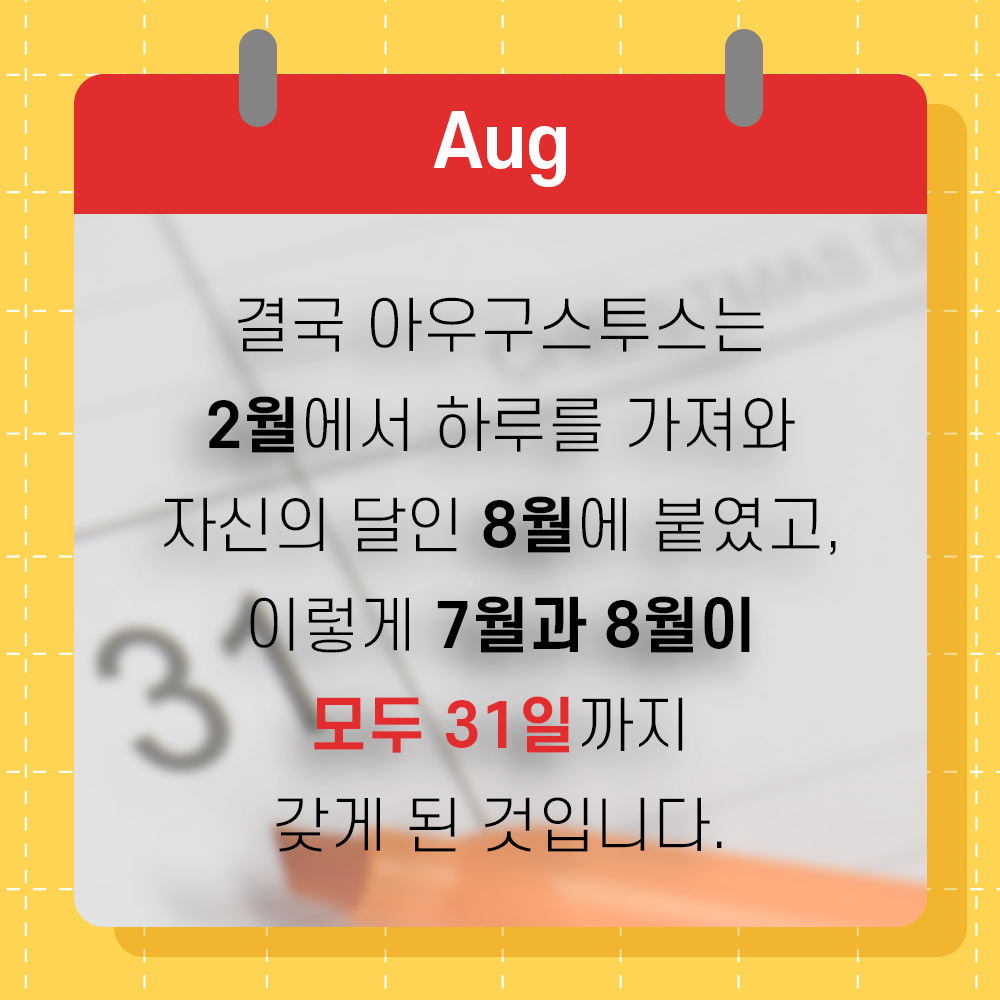 Aug
결국 아우구스투스는
2월에서 하루를 가져와
자신의 달인 8월에 붙였고,
이렇게 7월과 8월이
모두 31일까지
갖게 된 것입니다.
31